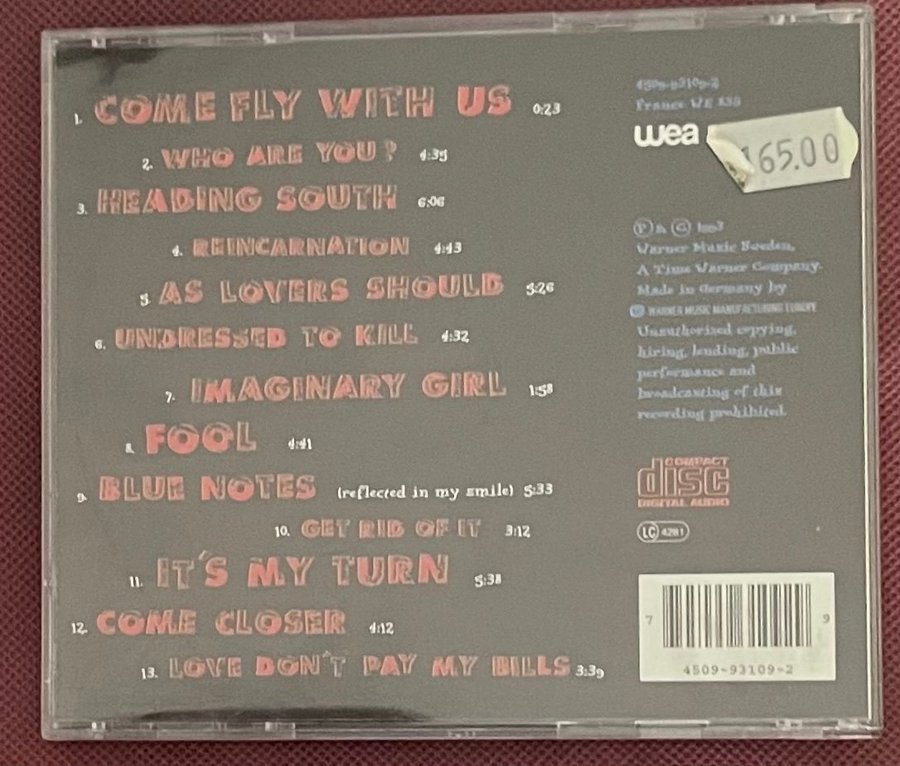 1. COME FLY WITH US 0:23
2. WHO ARE YOU? 4:35
3. HEADING SOUTH 6:06
4. REINCARNATION 4:43
5. AS LOVERS SHOULD 5:26
6. UNDRESSED TO KILL 4:32
7. IMAGINARY GIRL 1:58
8. FOOL 4:41
9. BLUE NOTES (reflected in my smile) 5:33
10. GET RID OF IT 3:12
11. IT'S MY TURN 5:38
12. COME CLOSER 4:12
13. LOVE DON'T PAY MY BILLS 3:39
4509-93109-2
France WE 833
wea
165.00
Ⓟ & Ⓒ 1993
Warner Music Sweden,
A Time Warner Company.
Made in Germany by
WARNER MUSIC MANUFACTURING EUROPE
Unauthorised copying,
hiring, lending, public
performance and
broadcasting of this
recording prohibited.
COMPACT
disc
DIGITAL AUDIO
LC 4281
7 9
4509-93109-2